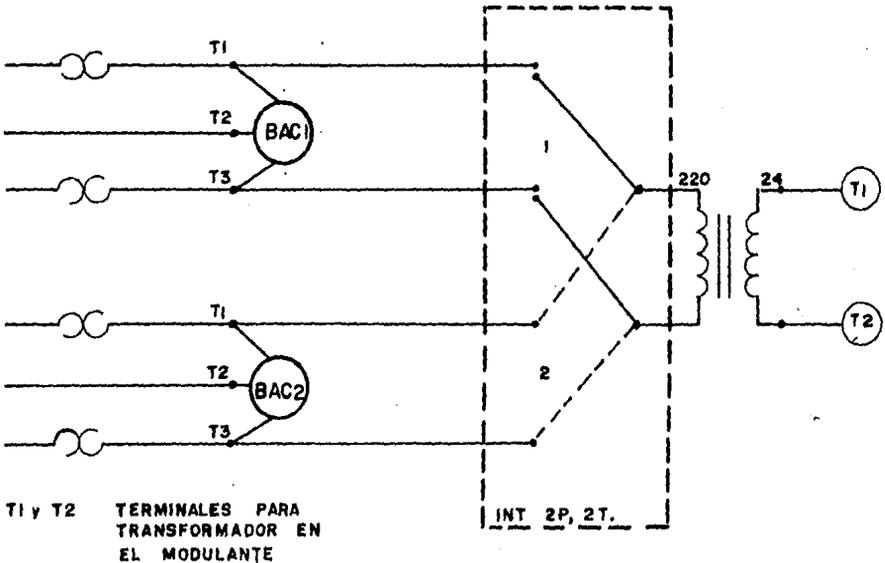 T1
T2
BAC1
T3
1
220
24
T1
T1
T2
BAC2
T3
2
T2
INT 2P, 2T.
T1 y T2 TERMINALES PARA
TRANSFORMADOR EN
EL MODULANTE